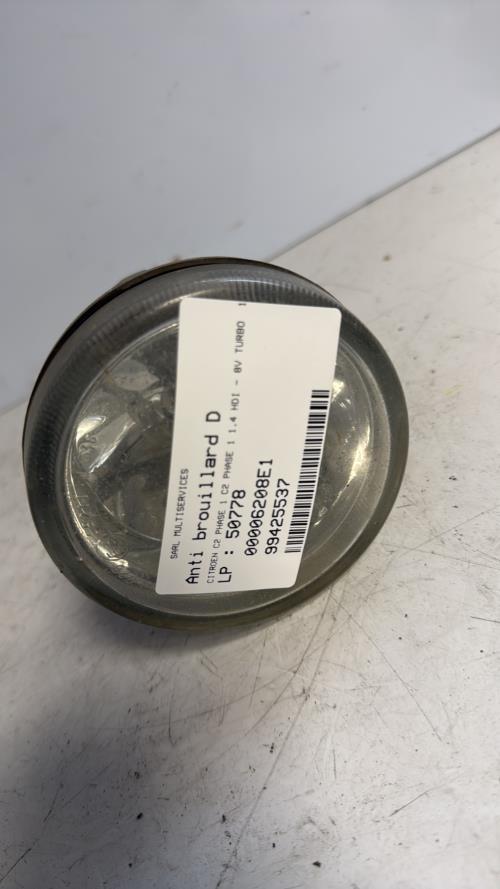 SARL MULTISERVICES
Anti brouillard D
CITROEN C2 PHASE 1 C2 PHASE 1 1.4 HDI - 8V TURBO 1
LP : 50778
00006208E1
99425537